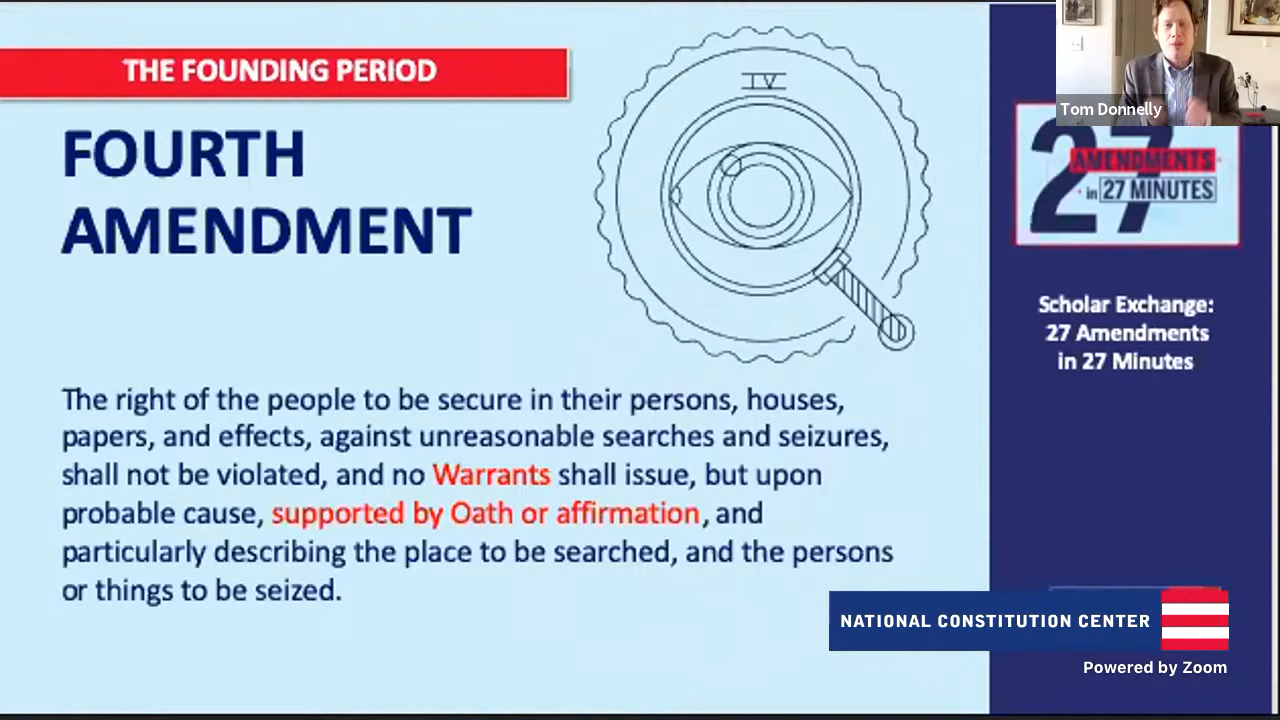 THE FOUNDING PERIOD
FOURTH
AMENDMENT
IV
The right of the people to be secure in their persons, houses,
papers, and effects, against unreasonable searches and seizures,
shall not be violated, and no Warrants shall issue, but upon
probable cause, supported by Oath or affirmation, and
particularly describing the place to be searched, and the persons
or things to be seized.
Tom Donnelly
27
AMENDMENTS
in 27 MINUTES
Scholar Exchange:
27 Amendments
in 27 Minutes
NATIONAL CONSTITUTION CENTER
Powered by Zoom